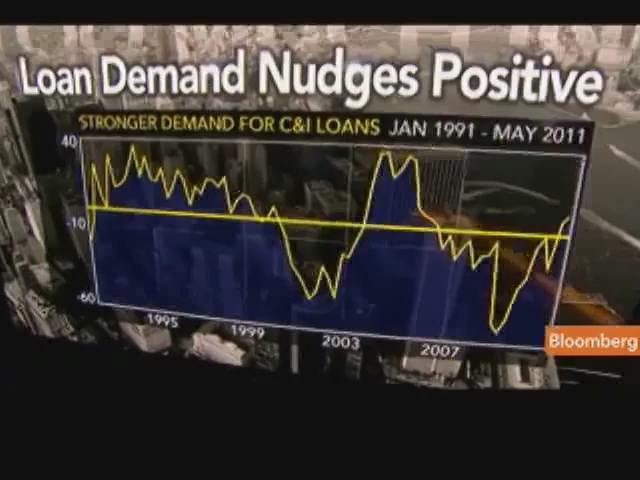 Loan Demand Nudges Positive
STRONGER DEMAND FOR C&I LOANS JAN 1991 - MAY 2011
40
-10
-60
1995 1999 2003 2007
Bloomberg